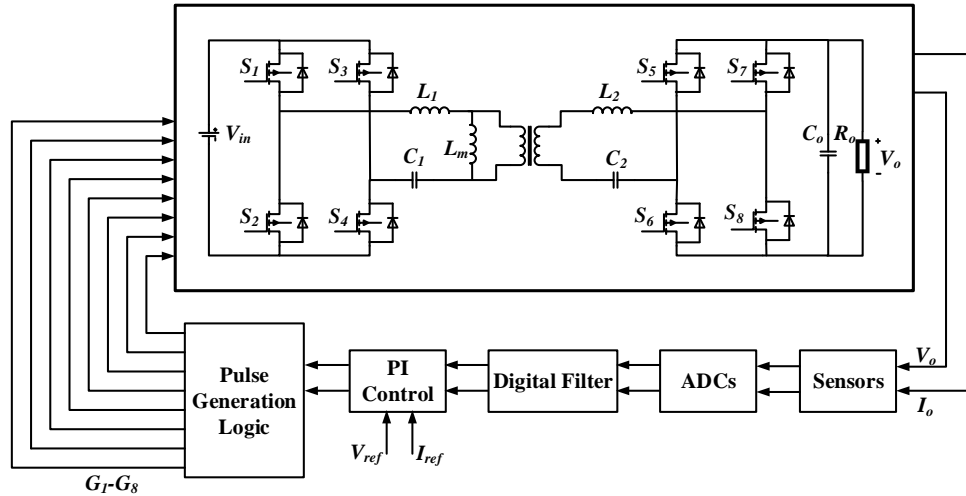 S1 S3 S5 S7
L1 L2
Vin Lm Co Ro + Vo -
C1 C2
S2 S4 S6 S8
Vo
Pulse Generation Logic
PI Control
Digital Filter
ADCs
Sensors
Io
Vref Iref
G1-G8